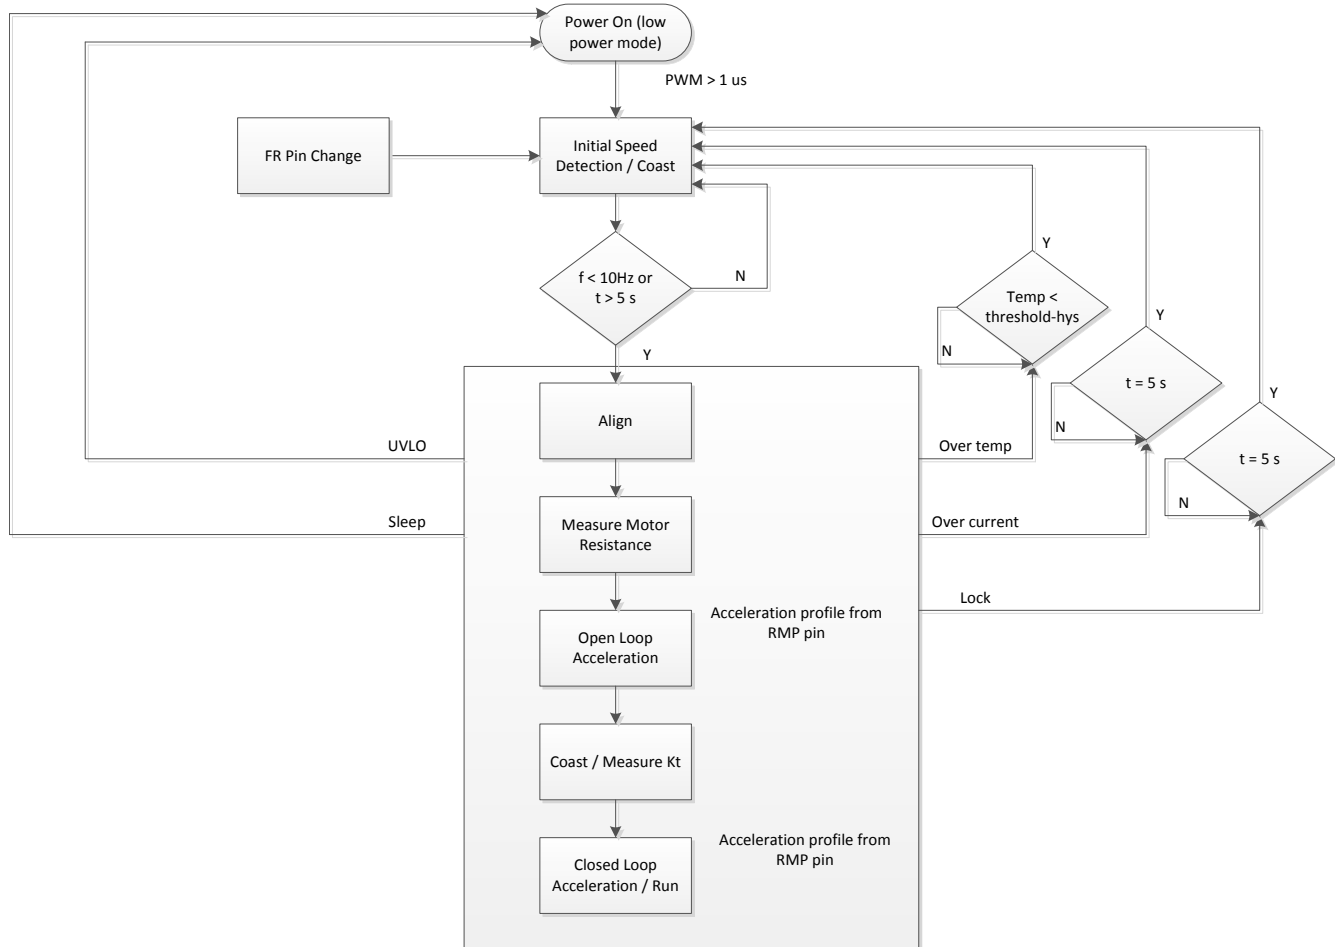 Power On (low
power mode)
PWM > 1 us
FR Pin Change
Initial Speed
Detection / Coast
f < 10Hz or
t > 5 s
N
Y
Temp <
threshold-hys
Y
N
t = 5 s
Y
N
t = 5 s
Y
N
UVLO
Sleep
Over temp
Over current
Lock
Align
Measure Motor
Resistance
Open Loop
Acceleration
Acceleration profile from
RMP pin
Coast / Measure Kt
Closed Loop
Acceleration / Run
Acceleration profile from
RMP pin